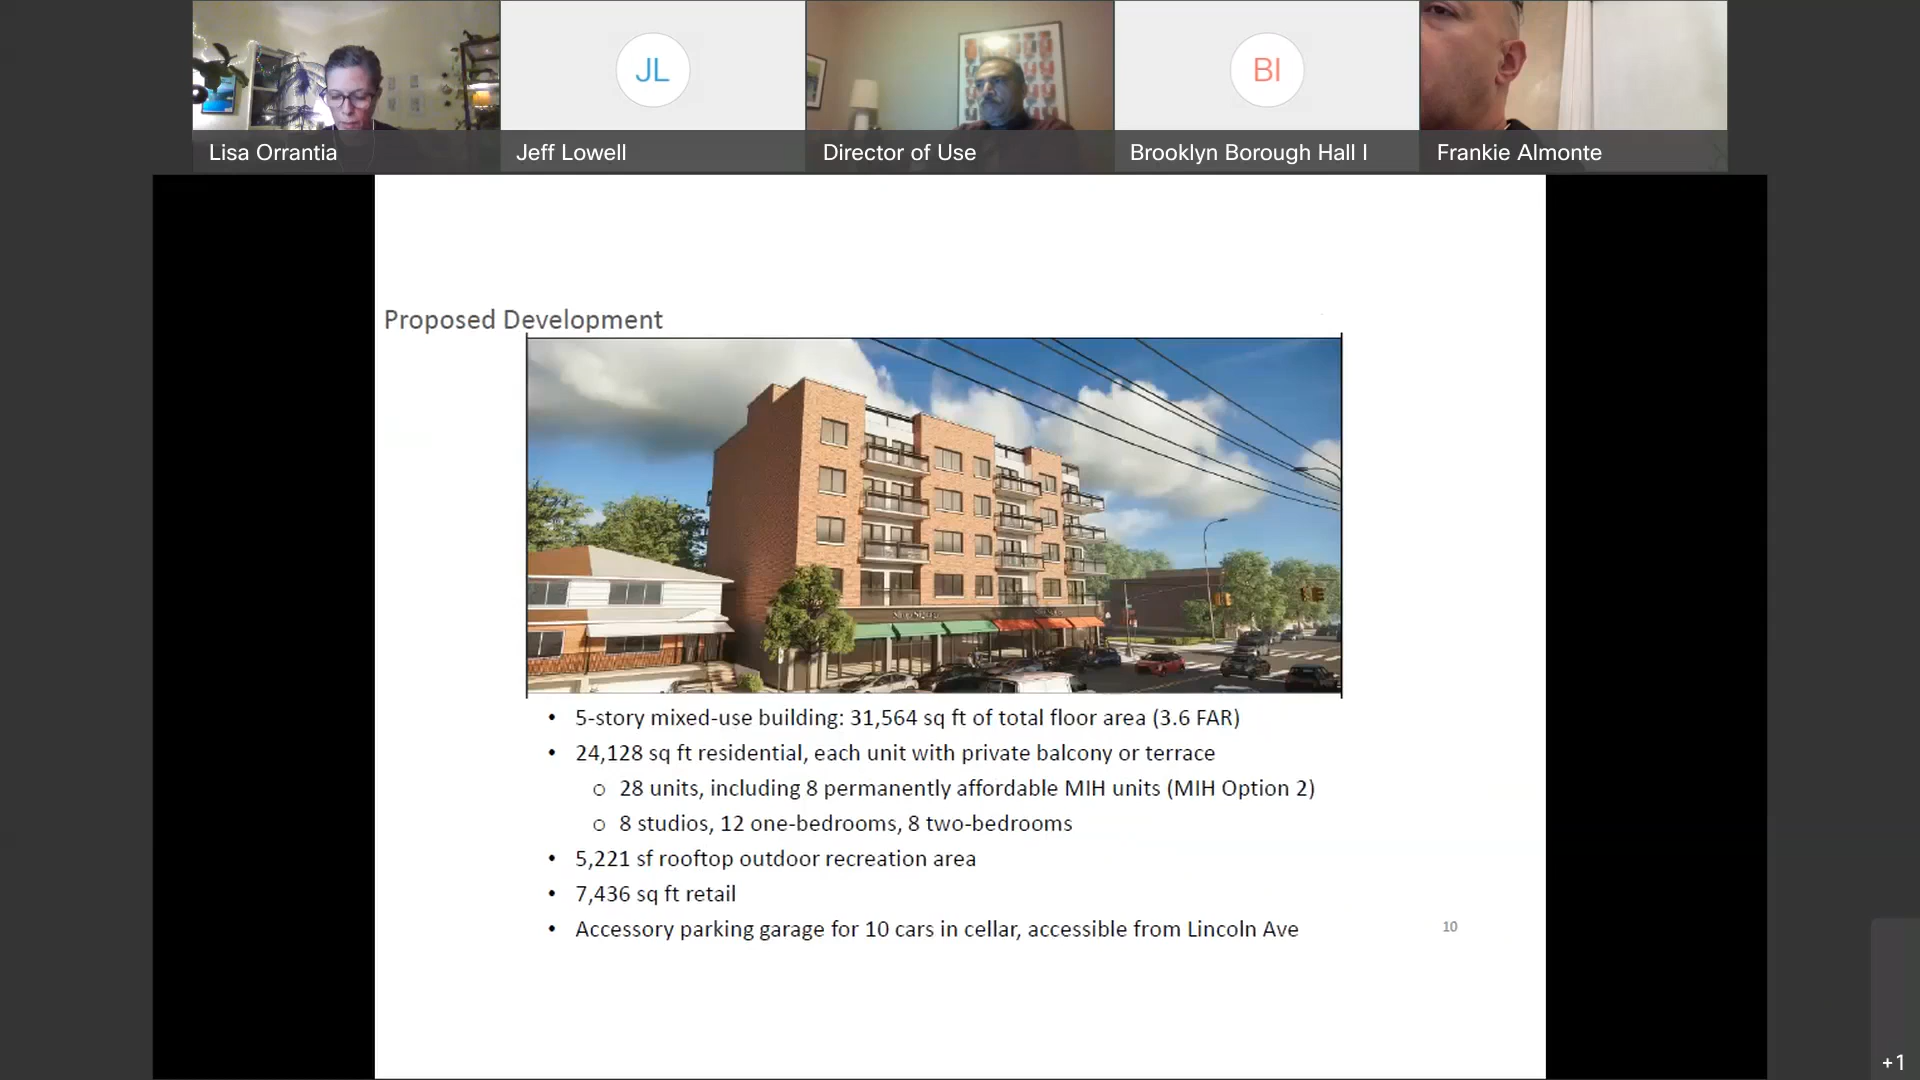 JL
BI
Lisa Orrantia
Jeff Lowell
Director of Use
Brooklyn Borough Hall I
Frankie Almonte
Proposed Development
• 5-story mixed-use building: 31,564 sq ft of total floor area (3.6 FAR)
• 24,128 sq ft residential, each unit with private balcony or terrace
o 28 units, including 8 permanently affordable MIH units (MIH Option 2)
o 8 studios, 12 one-bedrooms, 8 two-bedrooms
• 5,221 sf rooftop outdoor recreation area
• 7,436 sq ft retail
• Accessory parking garage for 10 cars in cellar, accessible from Lincoln Ave
10
+1